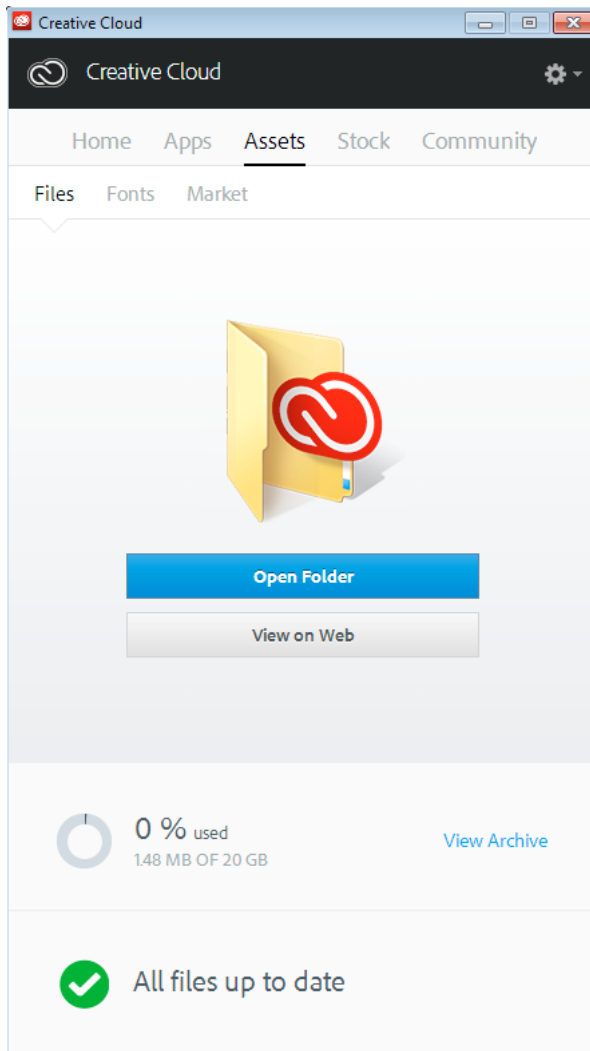 Creative Cloud
Creative Cloud
Home Apps Assets Stock Community
Files Fonts Market
Open Folder
View on Web
0 % used
1.48 MB OF 20 GB
View Archive
All files up to date